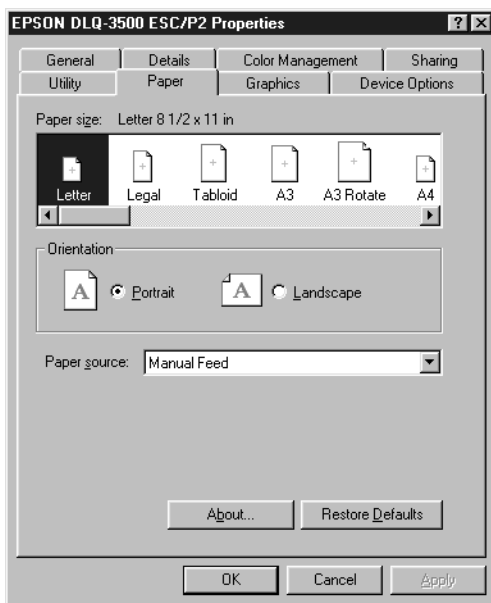 EPSON DLQ-3500 ESC/P2 Properties ? ×
General Details Color Management Sharing
Utility Paper Graphics Device Options
Paper size: Letter 8 1/2 x 11 in
Letter Legal Tabloid A3 A3 Rotate A4
Orientation
A Portrait A Landscape
Paper source: Manual Feed
About... Restore Defaults
OK Cancel Apply